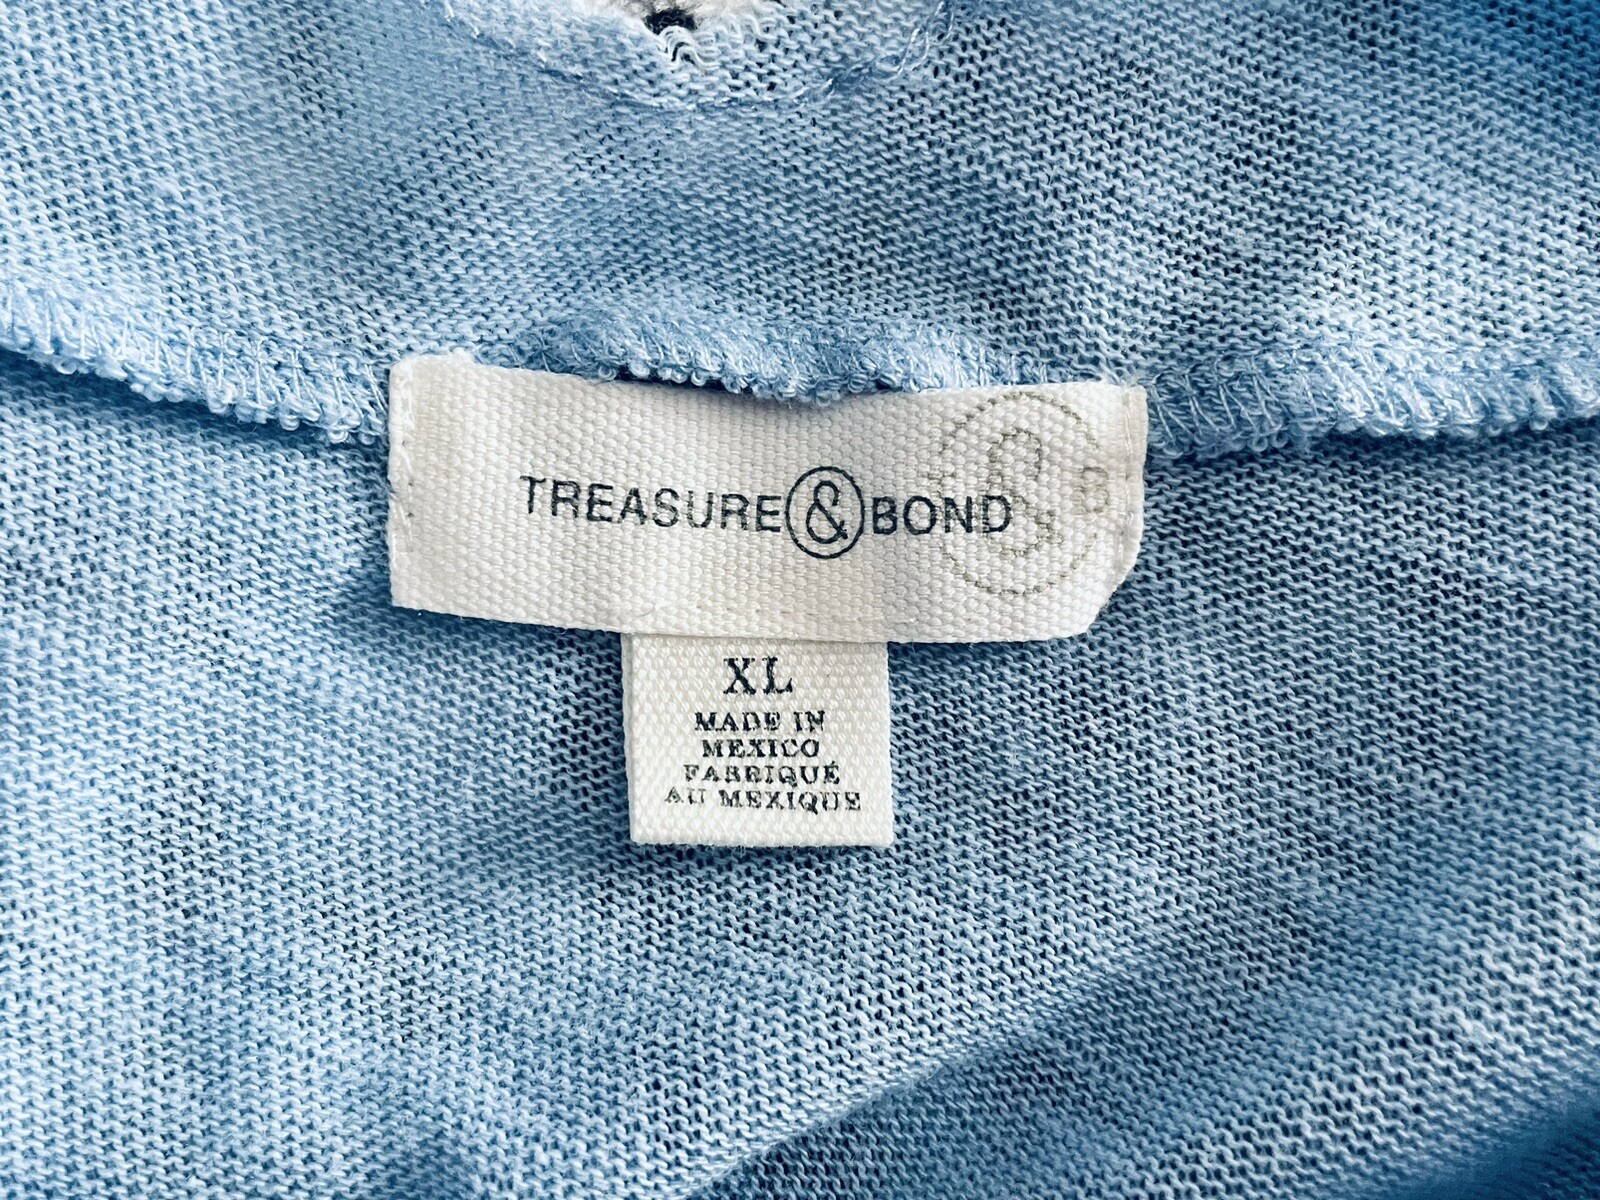 TREASURE & BOND
& B
XL
MADE IN
MEXICO
FABRIQUÉ
AU MEXIQUE